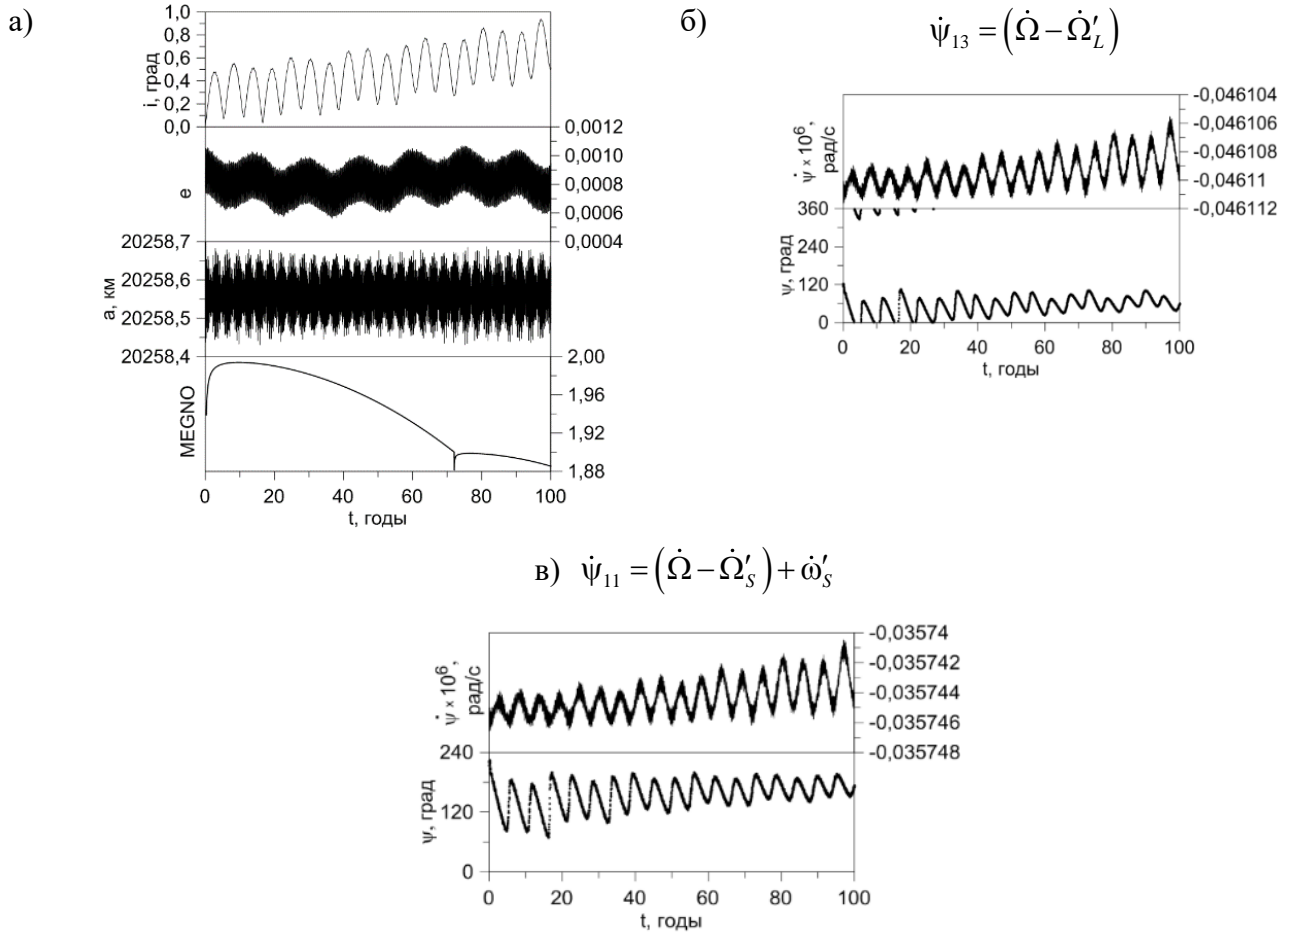 а)
i, град
1,0
0,8
0,6
0,4
0,2
0,0
e
0,0012
0,0010
0,0008
0,0006
0,0004
a, км
20258,7
20258,6
20258,5
20258,4
MEGNO
2,00
1,96
1,92
1,88
0 20 40 60 80 100
t, годы
б) ψ̇₁₃ = (Ω̇ − Ω̇′_L)
ψ̇ × 10⁶,
рад/с
-0,046104
-0,046106
-0,046108
-0,04611
-0,046112
ψ, град
360
240
120
0
0 20 40 60 80 100
t, годы
в) ψ̇₁₁ = (Ω̇ − Ω̇′_S) + ω̇′_S
ψ̇ × 10⁶,
рад/с
-0,03574
-0,035742
-0,035744
-0,035746
-0,035748
ψ, град
240
120
0
0 20 40 60 80 100
t, годы